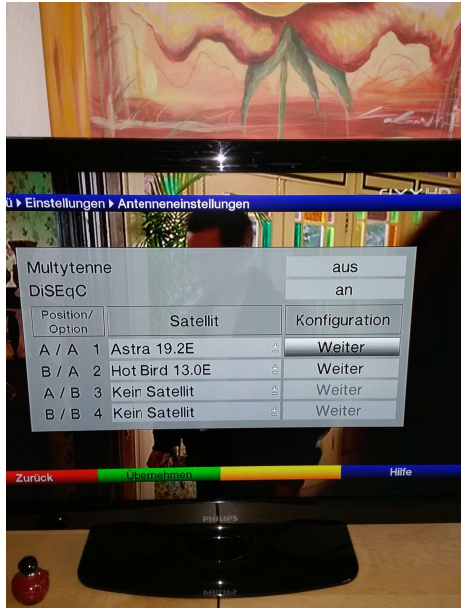 ü ▸ Einstellungen ▸ Antenneneinstellungen
Multytenne aus
DiSEqC an
Position/ Option Satellit Konfiguration
A / A 1 Astra 19.2E Weiter
B / A 2 Hot Bird 13.0E Weiter
A / B 3 Kein Satellit Weiter
B / B 4 Kein Satellit Weiter
Zurück Übernehmen Hilfe
PHILIPS